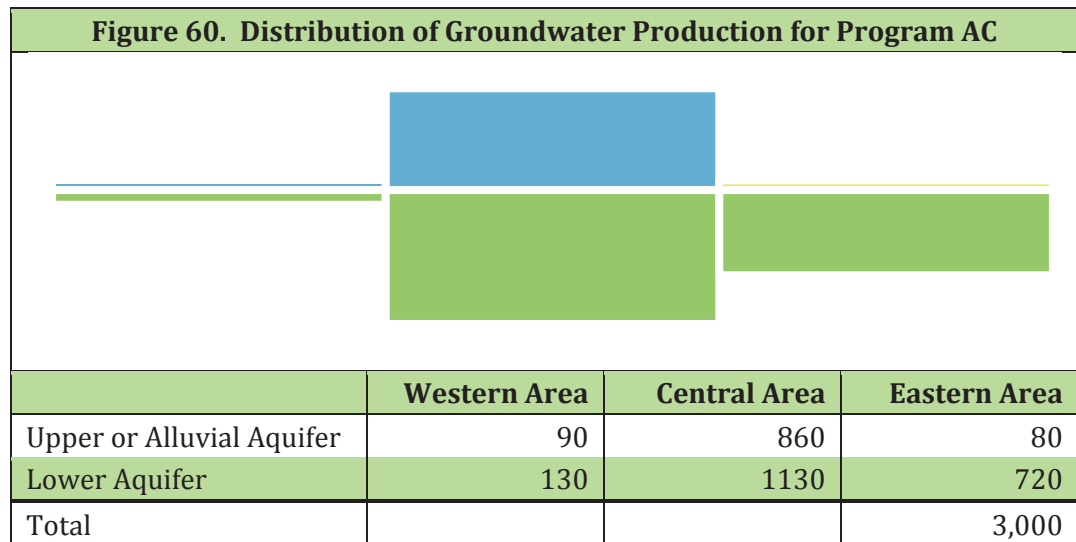 Figure 60.  Distribution of Groundwater Production for Program AC
Western Area Central Area Eastern Area
Upper or Alluvial Aquifer 90 860 80
Lower Aquifer 130 1130 720
Total 3,000